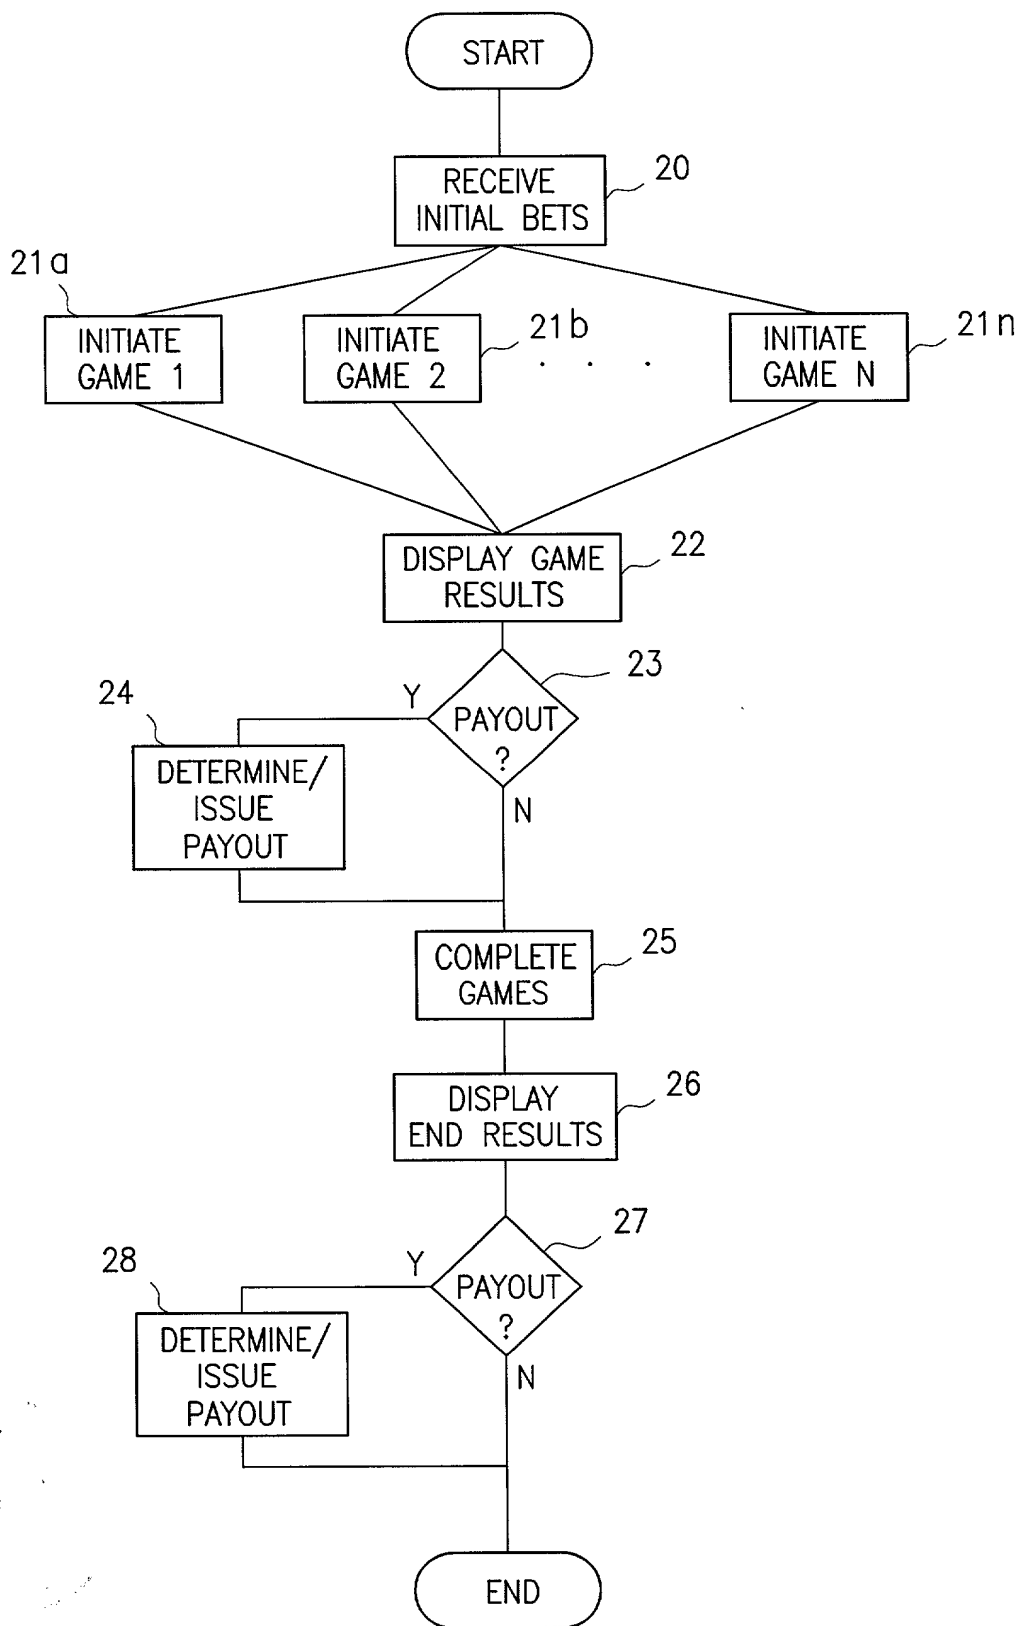 START
RECEIVE
INITIAL BETS
20
21a
INITIATE
GAME 1
INITIATE
GAME 2
21b
. . .
INITIATE
GAME N
21n
DISPLAY GAME
RESULTS
22
PAYOUT
?
23
Y
N
24
DETERMINE/
ISSUE
PAYOUT
COMPLETE
GAMES
25
DISPLAY
END RESULTS
26
PAYOUT
?
27
Y
N
28
DETERMINE/
ISSUE
PAYOUT
END